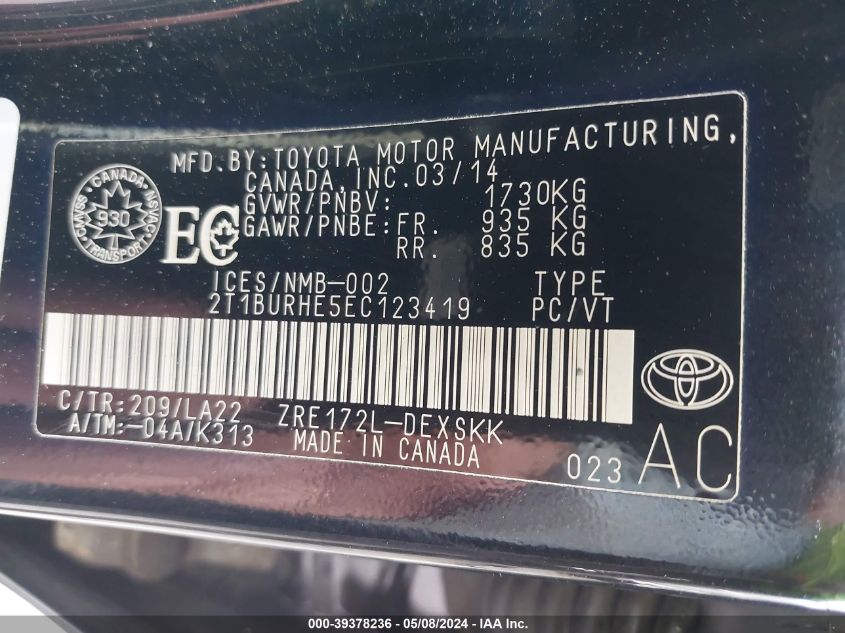 MFD.BY:TOYOTA MOTOR MANUFACTURING,
CANADA,INC.03/14
GVWR/PNBV: 1730KG
GAWR/PNBE:FR. 935 KG
RR. 835 KG
CANADA
CMVSS
930
NSVAC
TRANSPORT
EC
ICES/NMB-002 TYPE
2T1BURHE5EC123419 PC/VT
C/TR:209/LA22 ZRE172L-DEXSKK
A/TM:-04A/K313 MADE IN CANADA
023 AC
000-39378236 - 05/08/2024 - IAA Inc.